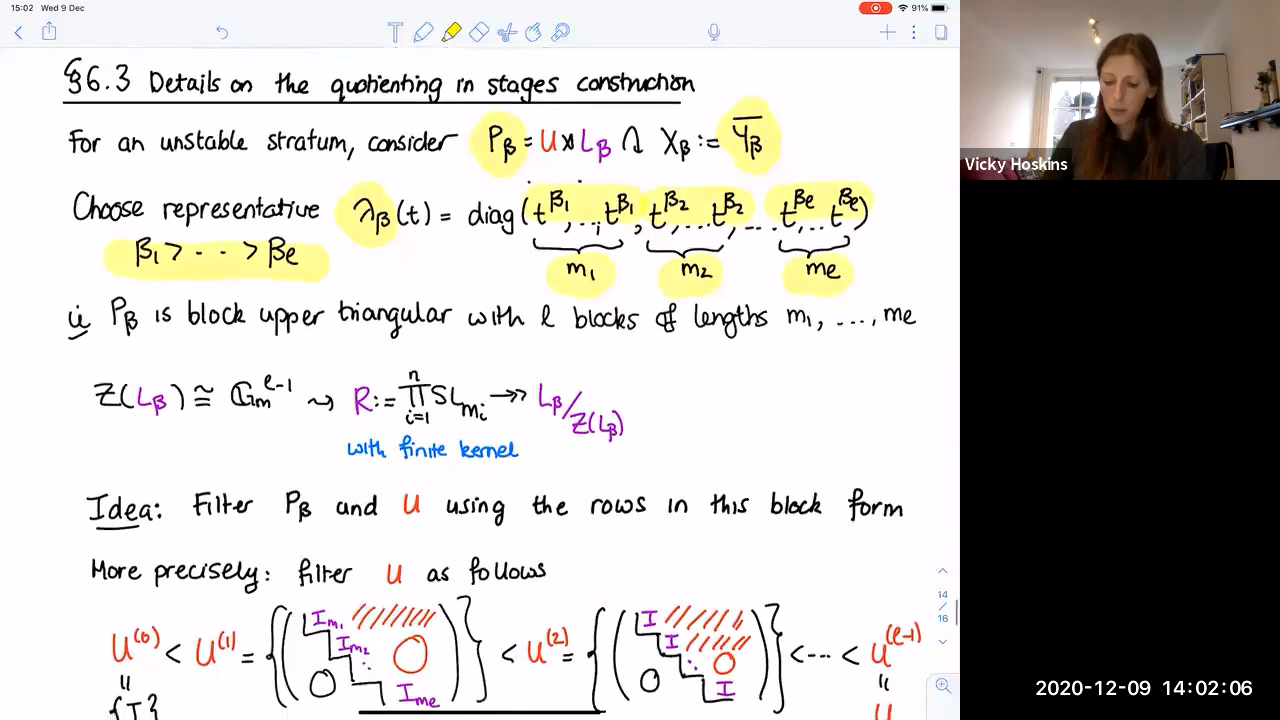 15:02 Wed 9 Dec
91%
§6.3 Details on the quotienting in stages construction
For an unstable stratum, consider P_β = U ⋊ L_β ↷ X_β := \overline{Y_β}
Choose representative λ_β(t) = diag(t^{β_1}, ..., t^{β_1}, t^{β_2}, ... t^{β_2}, ..., t^{β_ℓ} ... t^{β_ℓ})
β_1 > ··· > β_ℓ
m_1 m_2 m_ℓ
ie P_β is block upper triangular with ℓ blocks of lengths m_1, ..., m_ℓ
Z(L_β) ≅ 𝔾_m^{ℓ-1} ⇝ R := ∏_{i=1}^{n} SL_{m_i} ↠ L_β/Z(L_β)
with finite kernel
Idea: Filter P_β and U using the rows in this block form
More precisely: filter U as follows
U^{(0)} < U^{(1)} = {( I_{m_1} I_{m_2} ⋱ I_{m_ℓ} O O )} < U^{(2)} = {( I I ⋱ I O O )} < ··· < U^{(ℓ-1)}
= =
{I} U
14
/
16
Vicky Hoskins
2020-12-09 14:02:06